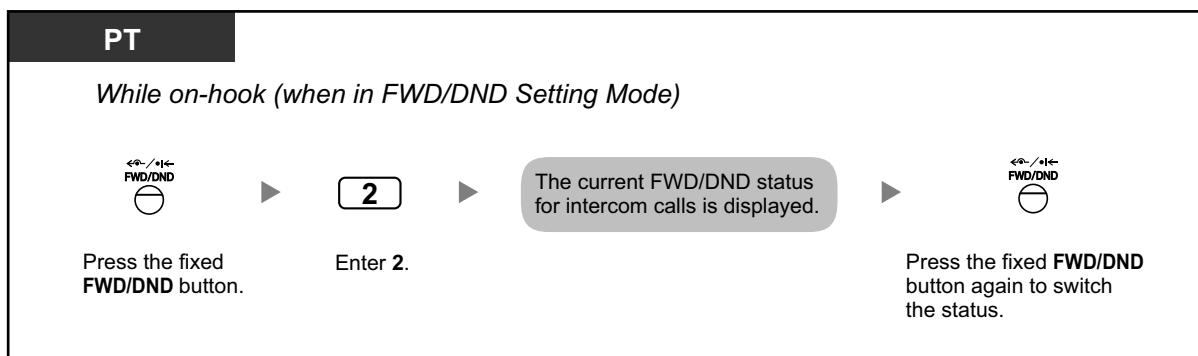 PT
While on-hook (when in FWD/DND Setting Mode)
FWD/DND
2
The current FWD/DND status
for intercom calls is displayed.
FWD/DND
Press the fixed
FWD/DND button.
Enter 2.
Press the fixed FWD/DND
button again to switch
the status.